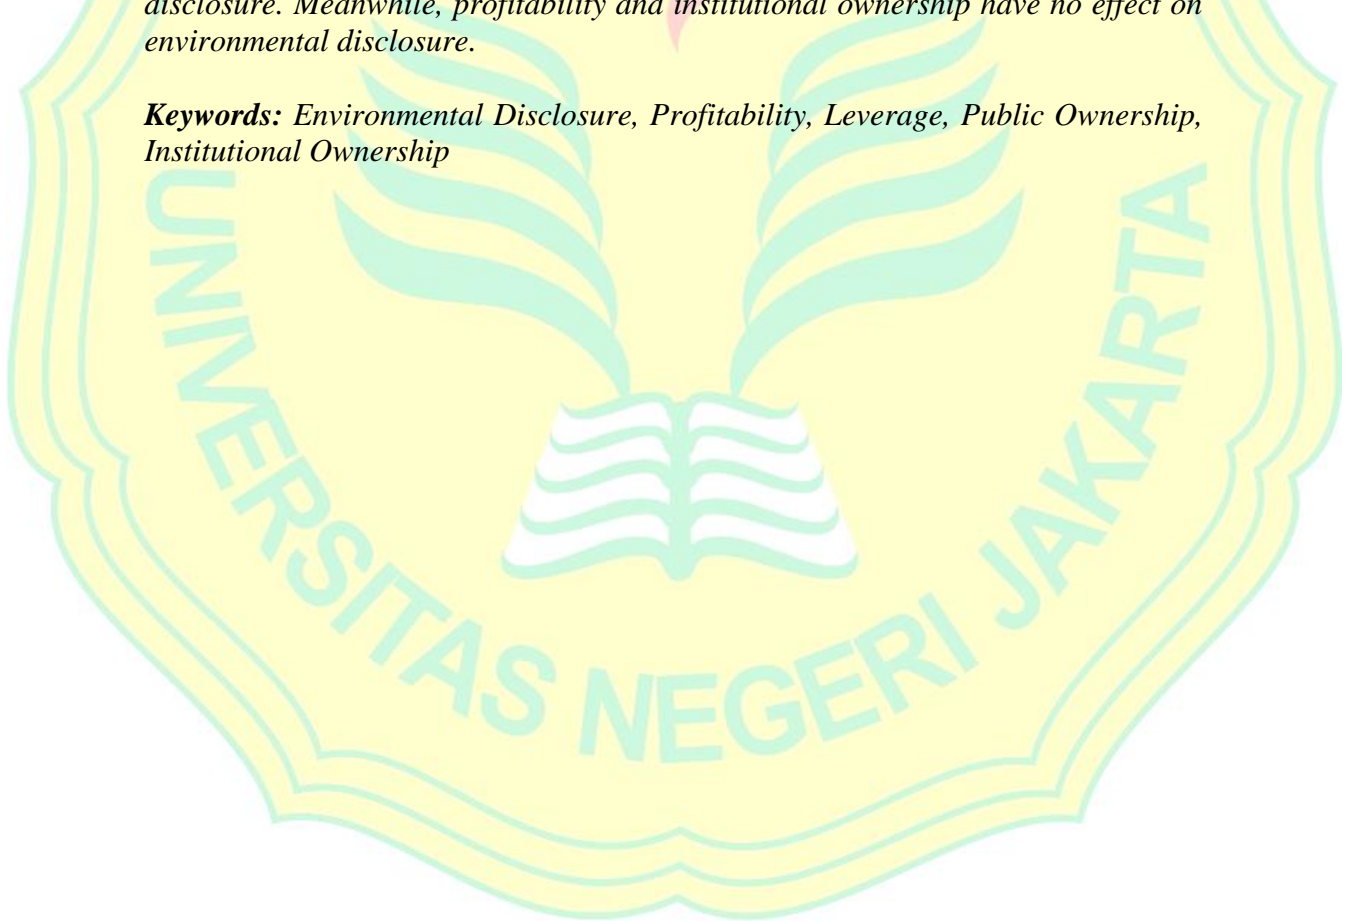 disclosure. Meanwhile, profitability and institutional ownership have no effect on
environmental disclosure.
Keywords: Environmental Disclosure, Profitability, Leverage, Public Ownership,
Institutional Ownership
UNIVERSITAS NEGERI JAKARTA